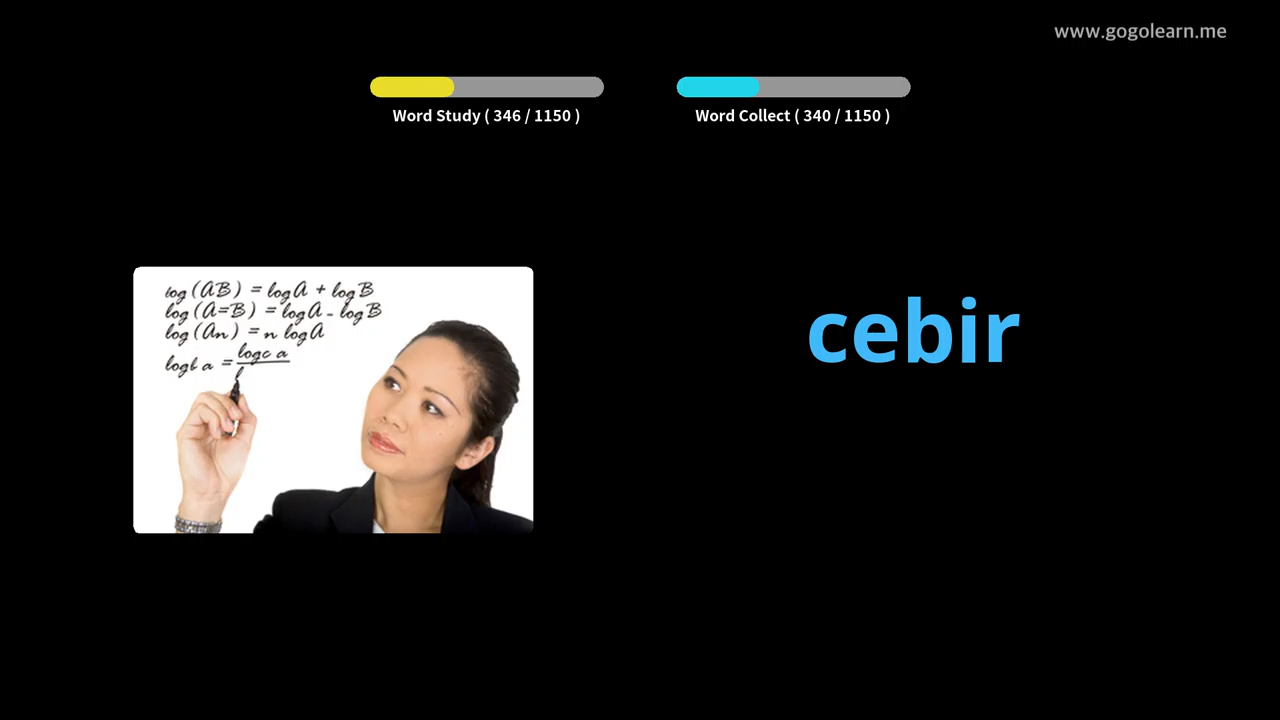 www.gogolearn.me
Word Study ( 346 / 1150 )
Word Collect ( 340 / 1150 )
log (AB) = logA + logB
log (A=B) = logA - logB
log (An) = n logA
logb a = logc a
cebir